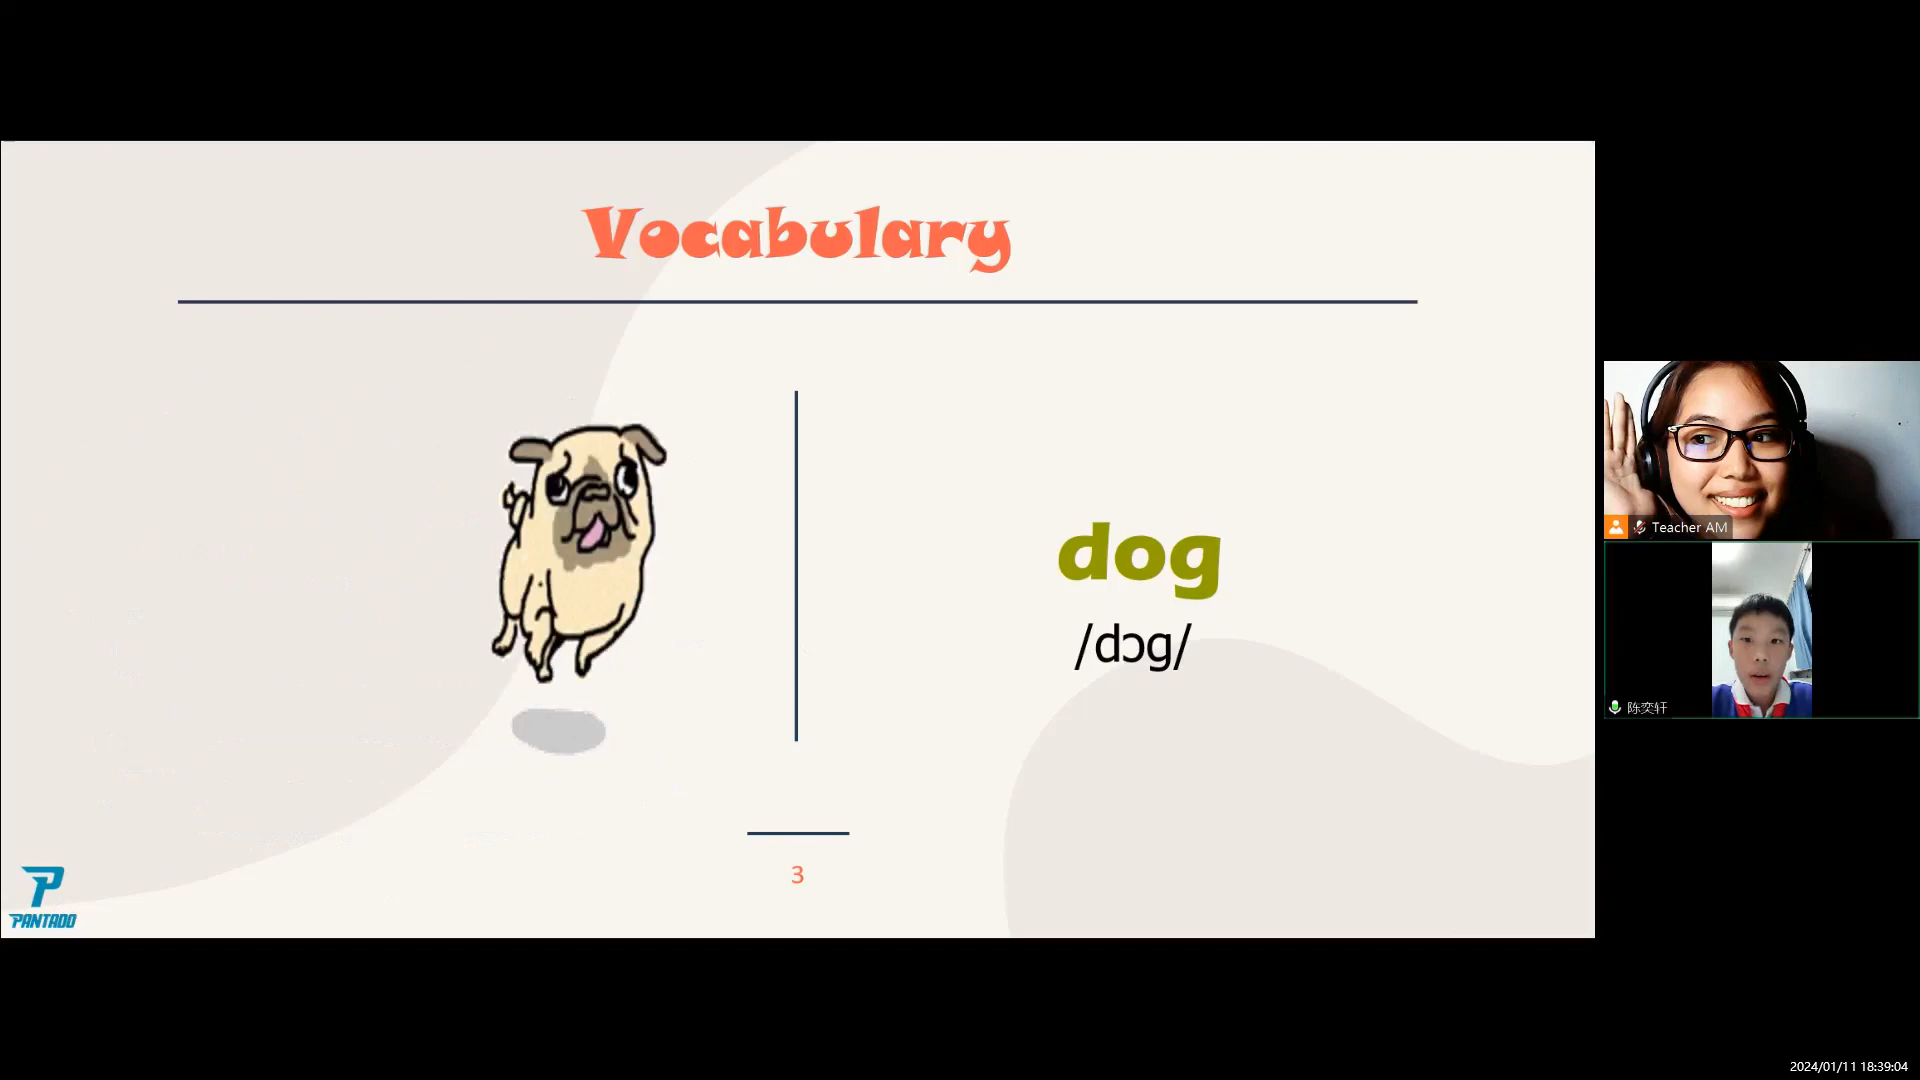 Vocabulary
dog
/dɔg/
3
PANTADO
Teacher AM
陈奕轩
2024/01/11 18:39:04